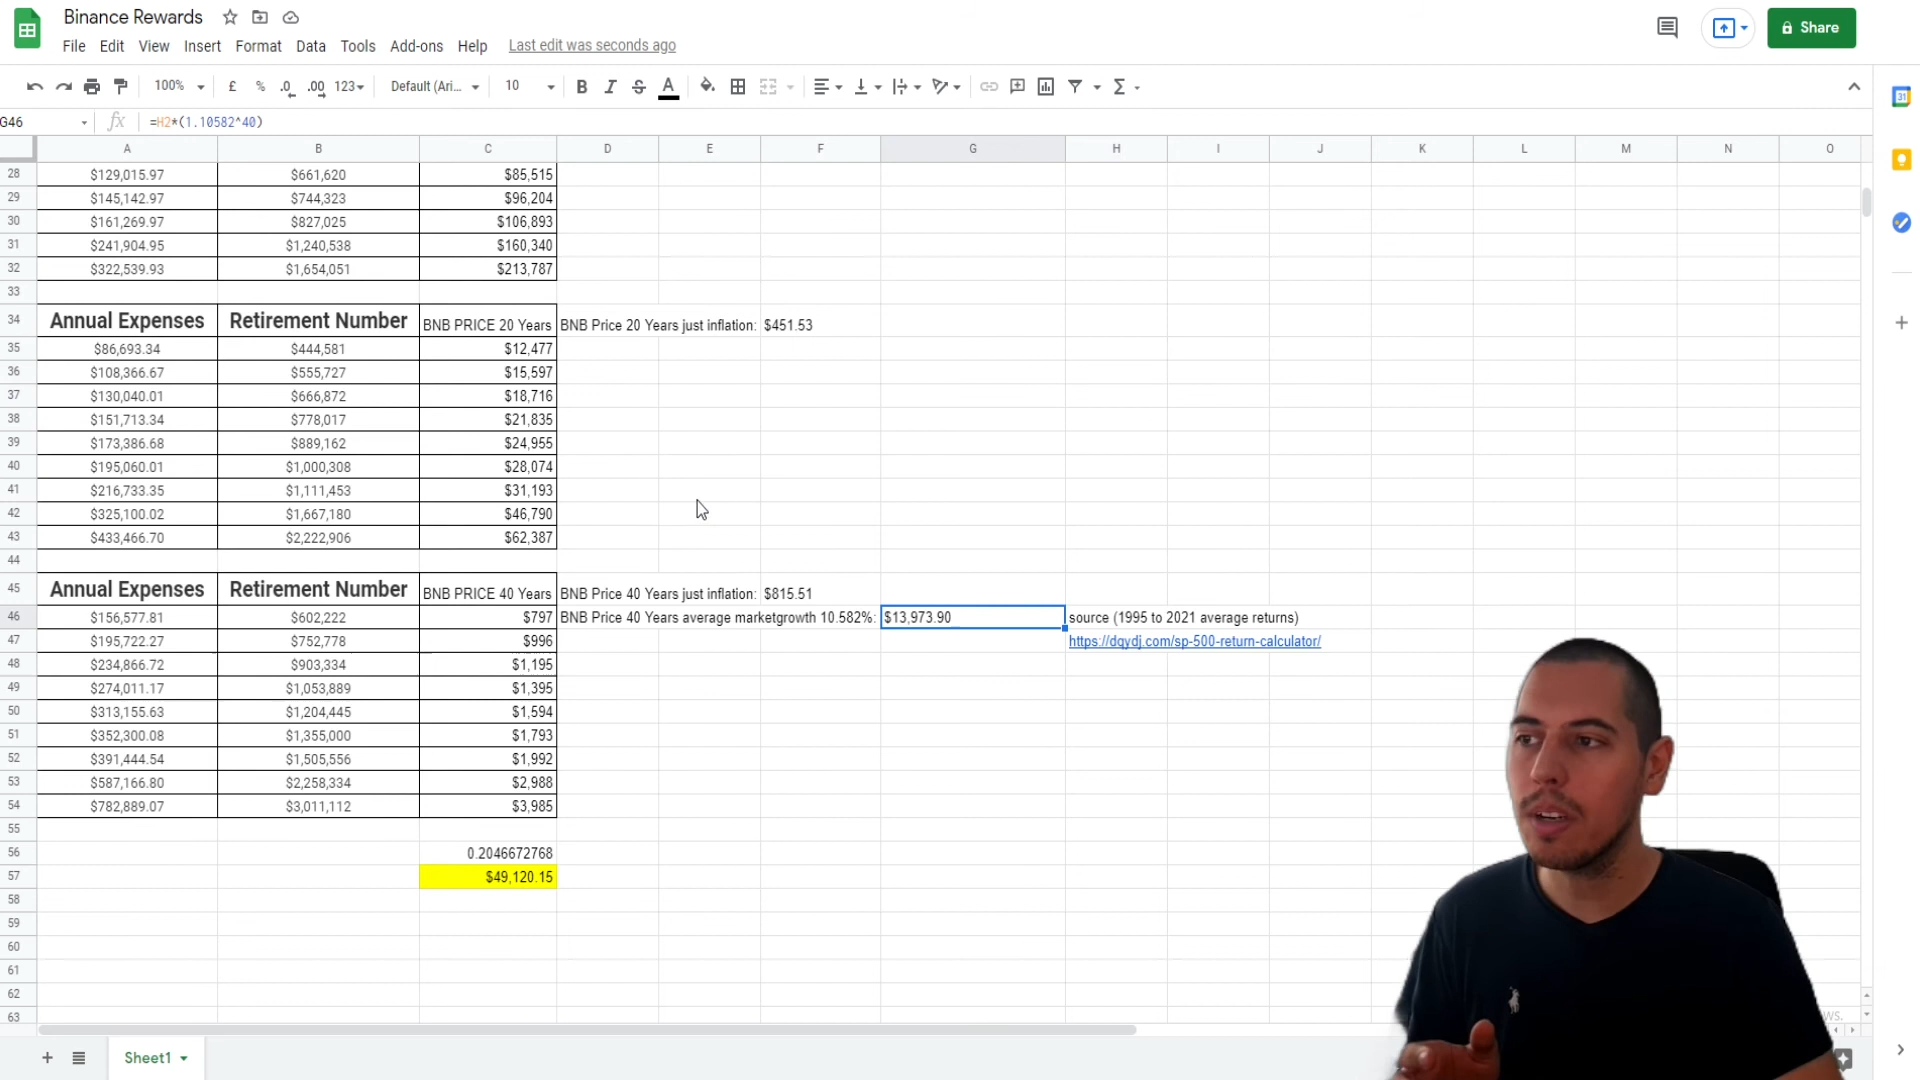 Binance Rewards
File Edit View Insert Format Data Tools Add-ons Help Last edit was seconds ago
Share
100% £ % .0 .00 123 Default (Ari... 10 B I S A
G46 fx =H2*(1.10582^40)
A B C D E F G H I J K L M N O
28 $129,015.97 $661,620 $85,515
29 $145,142.97 $744,323 $96,204
30 $161,269.97 $827,025 $106,893
31 $241,904.95 $1,240,538 $160,340
32 $322,539.93 $1,654,051 $213,787
33
34 Annual Expenses Retirement Number BNB PRICE 20 Years BNB Price 20 Years just inflation: $451.53
35 $86,693.34 $444,581 $12,477
36 $108,366.67 $555,727 $15,597
37 $130,040.01 $666,872 $18,716
38 $151,713.34 $778,017 $21,835
39 $173,386.68 $889,162 $24,955
40 $195,060.01 $1,000,308 $28,074
41 $216,733.35 $1,111,453 $31,193
42 $325,100.02 $1,667,180 $46,790
43 $433,466.70 $2,222,906 $62,387
44
45 Annual Expenses Retirement Number BNB PRICE 40 Years BNB Price 40 Years just inflation: $815.51
46 $156,577.81 $602,222 $797 BNB Price 40 Years average marketgrowth 10.582%: $13,973.90 source (1995 to 2021 average returns)
47 $195,722.27 $752,778 $996 https://dqydj.com/sp-500-return-calculator/
48 $234,866.72 $903,334 $1,195
49 $274,011.17 $1,053,889 $1,395
50 $313,155.63 $1,204,445 $1,594
51 $352,300.08 $1,355,000 $1,793
52 $391,444.54 $1,505,556 $1,992
53 $587,166.80 $2,258,334 $2,988
54 $782,889.07 $3,011,112 $3,985
55
56 0.2046672768
57 $49,120.15
58
59
60
61
62
63
Sheet1